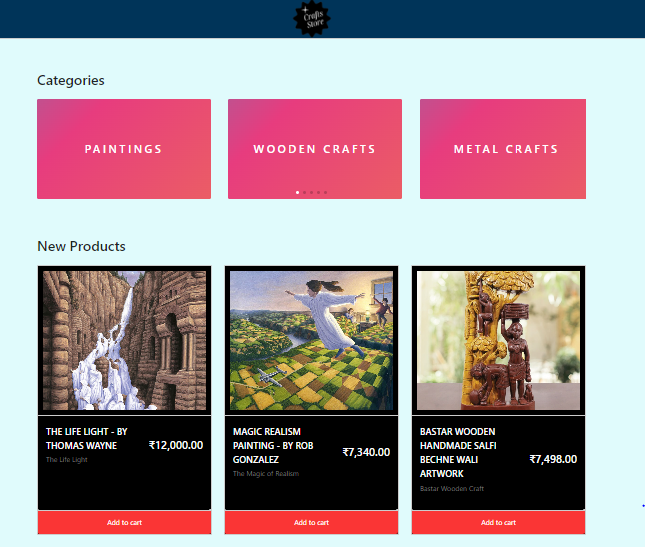 Crafts
Store
Categories
PAINTINGS
WOODEN CRAFTS
METAL CRAFTS
New Products
THE LIFE LIGHT - BY
THOMAS WAYNE
₹12,000.00
The Life Light
Add to cart
MAGIC REALISM
PAINTING - BY ROB
GONZALEZ
₹7,340.00
The Magic of Realism
Add to cart
BASTAR WOODEN
HANDMADE SALFI
BECHNE WALI
ARTWORK
₹7,498.00
Bastar Wooden Craft
Add to cart